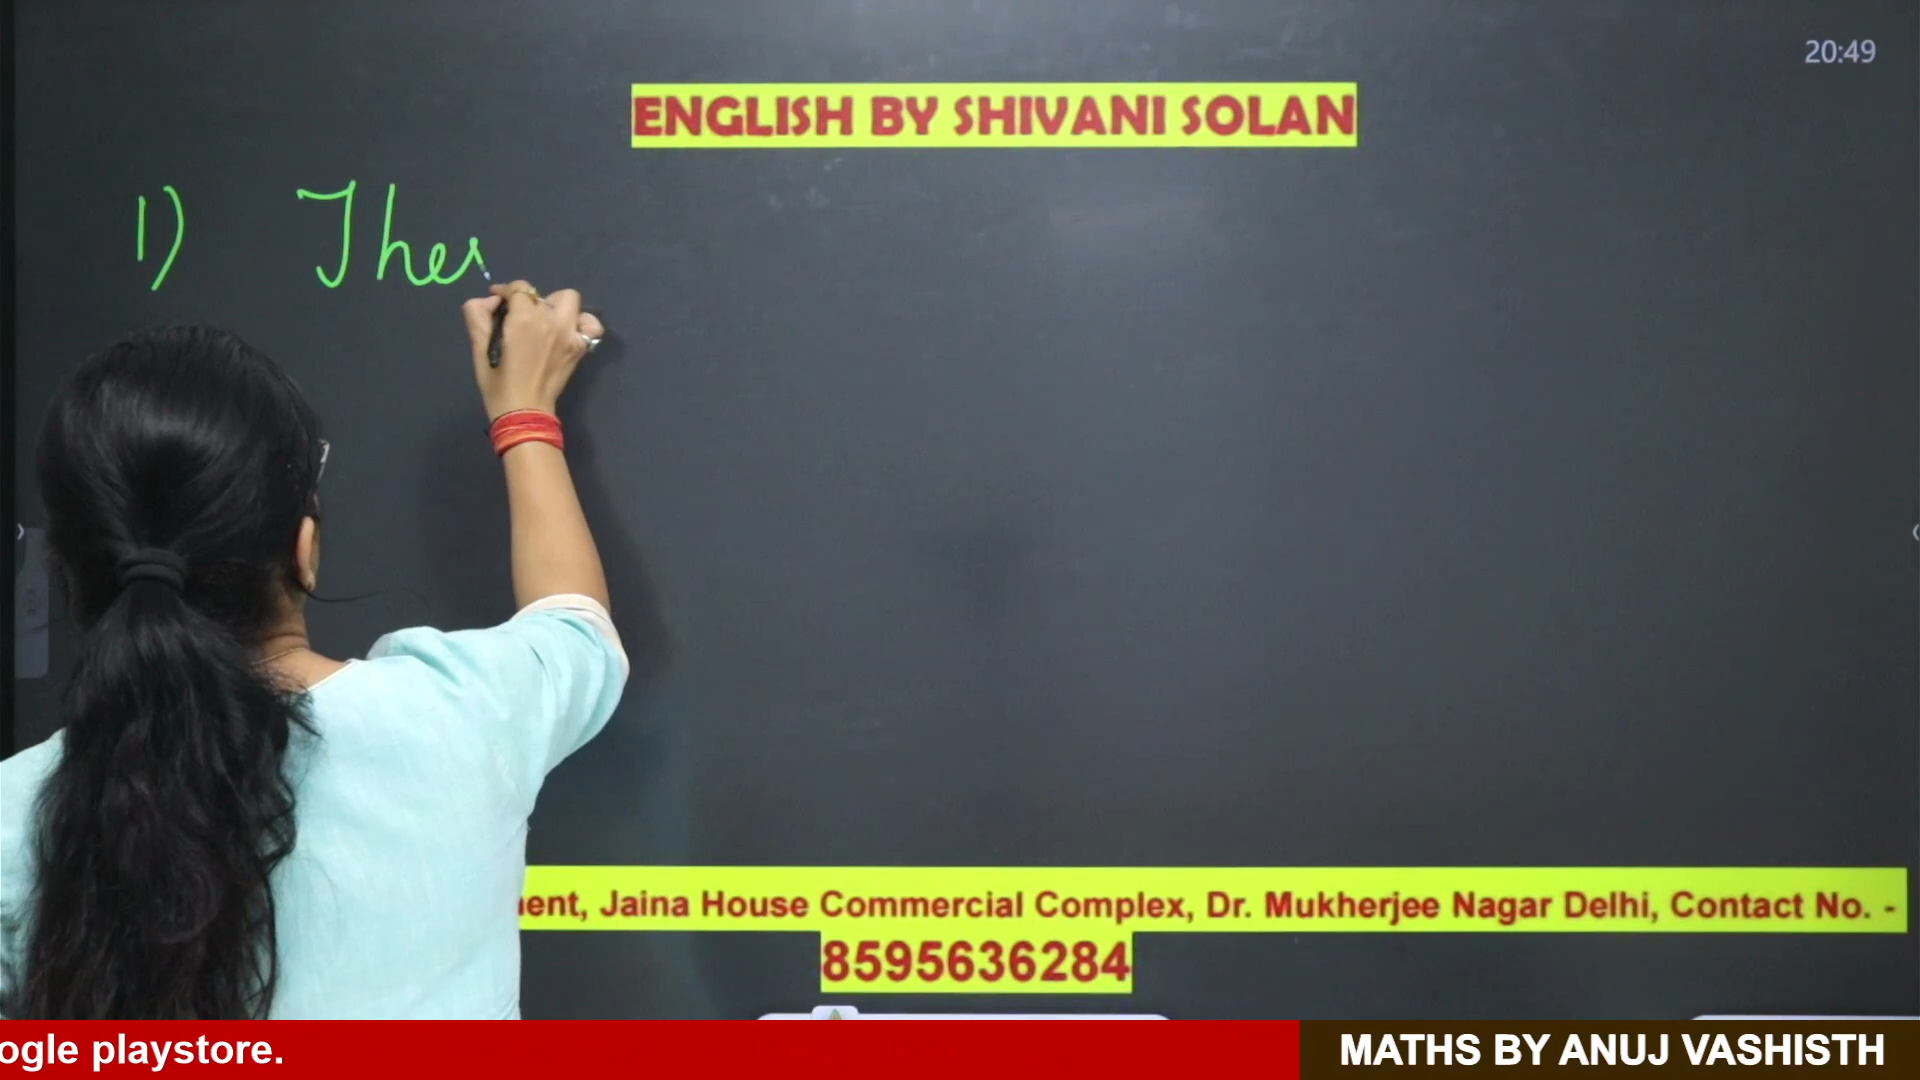 20:49
ENGLISH BY SHIVANI SOLAN
1) Ther
ent, Jaina House Commercial Complex, Dr. Mukherjee Nagar Delhi, Contact No. -
8595636284
ogle playstore.
MATHS BY ANUJ VASHISTH